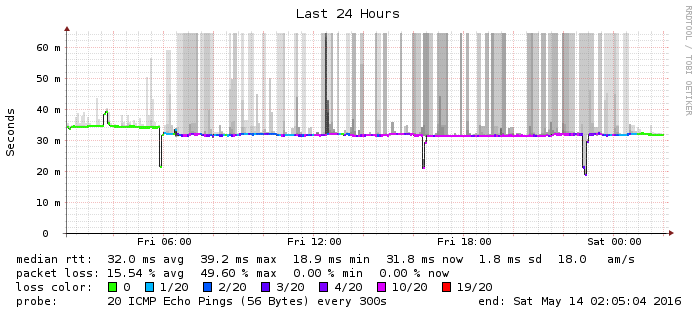 Last 24 Hours
RRDTOOL / TOBI OETIKER
Seconds
60 m
50 m
40 m
30 m
20 m
10 m
0
Fri 06:00 Fri 12:00 Fri 18:00 Sat 00:00
median rtt: 32.0 ms avg 39.2 ms max 18.9 ms min 31.8 ms now 1.8 ms sd 18.0 am/s
packet loss: 15.54 % avg 49.60 % max 0.00 % min 0.00 % now
loss color: 0 1/20 2/20 3/20 4/20 10/20 19/20
probe: 20 ICMP Echo Pings (56 Bytes) every 300s end: Sat May 14 02:05:04 2016